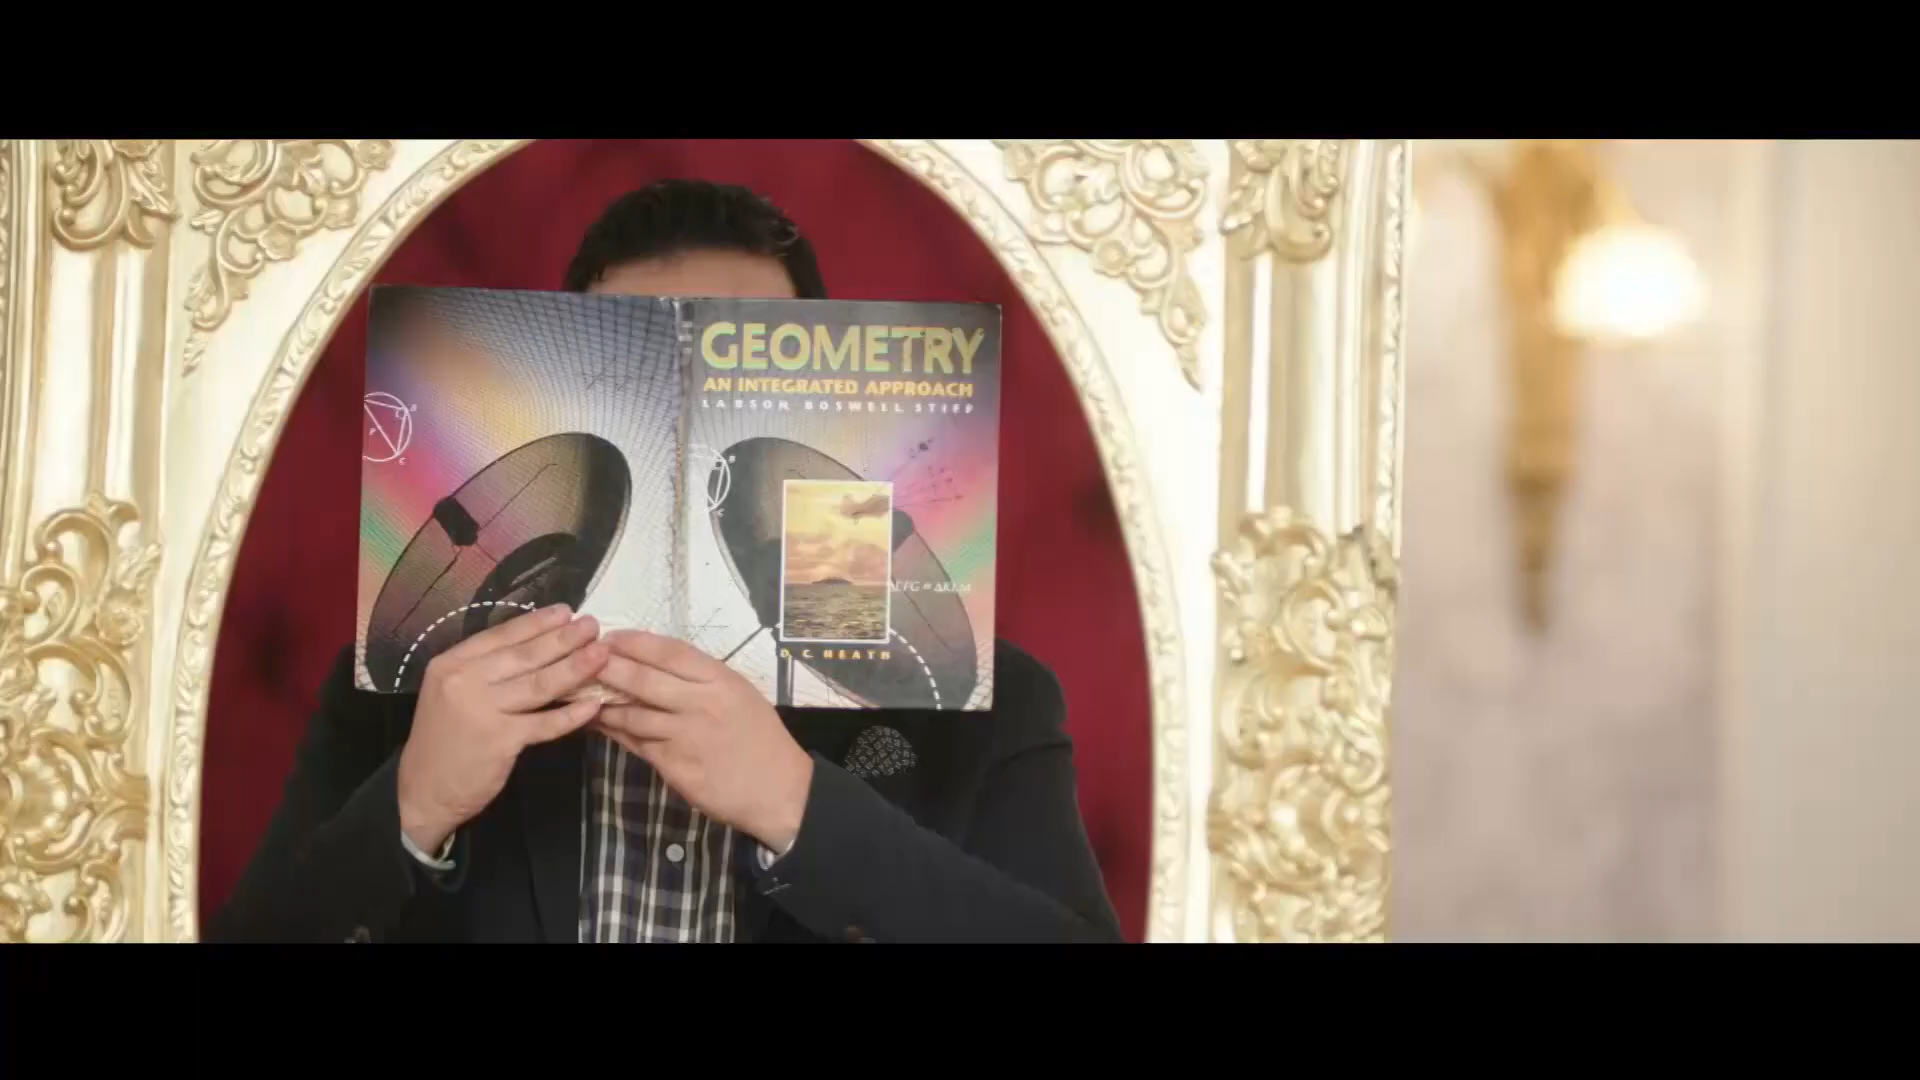 GEOMETRY
AN INTEGRATED APPROACH
LARSON BOSWELL STIFF
B
P
C
B
C
D. C. HEATH